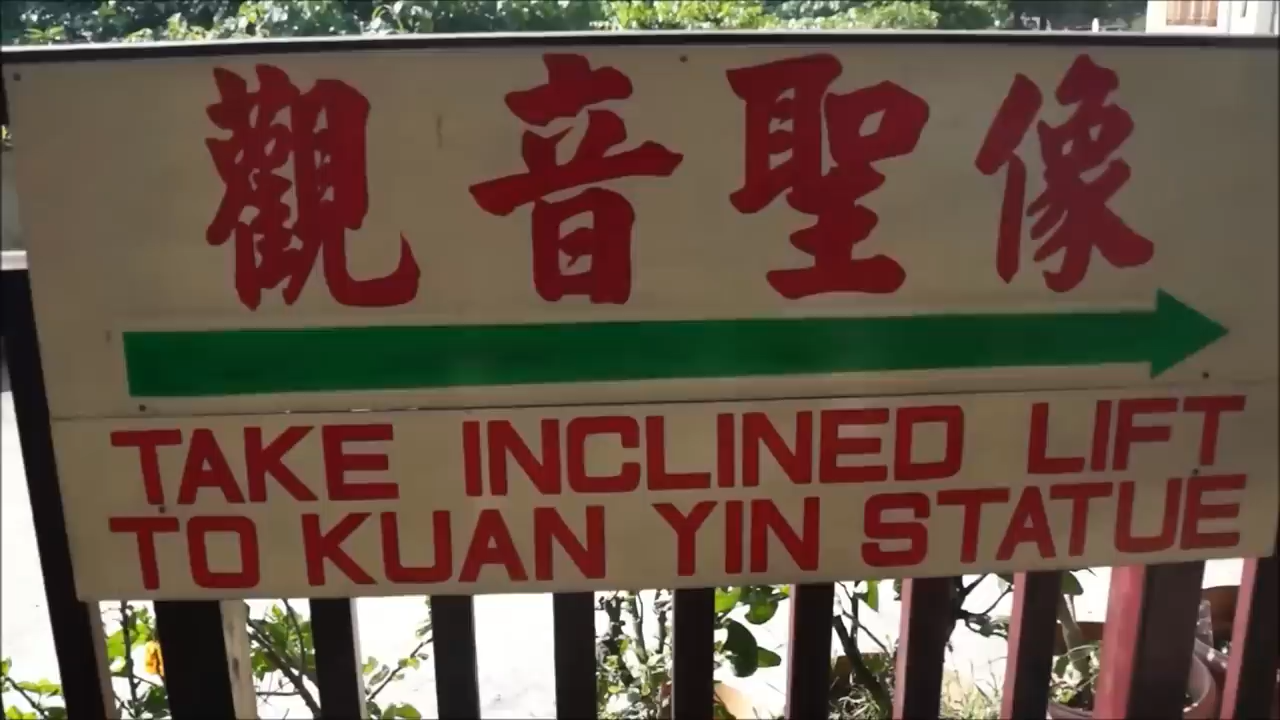 觀音聖像
TAKE INCLINED LIFT
TO KUAN YIN STATUE